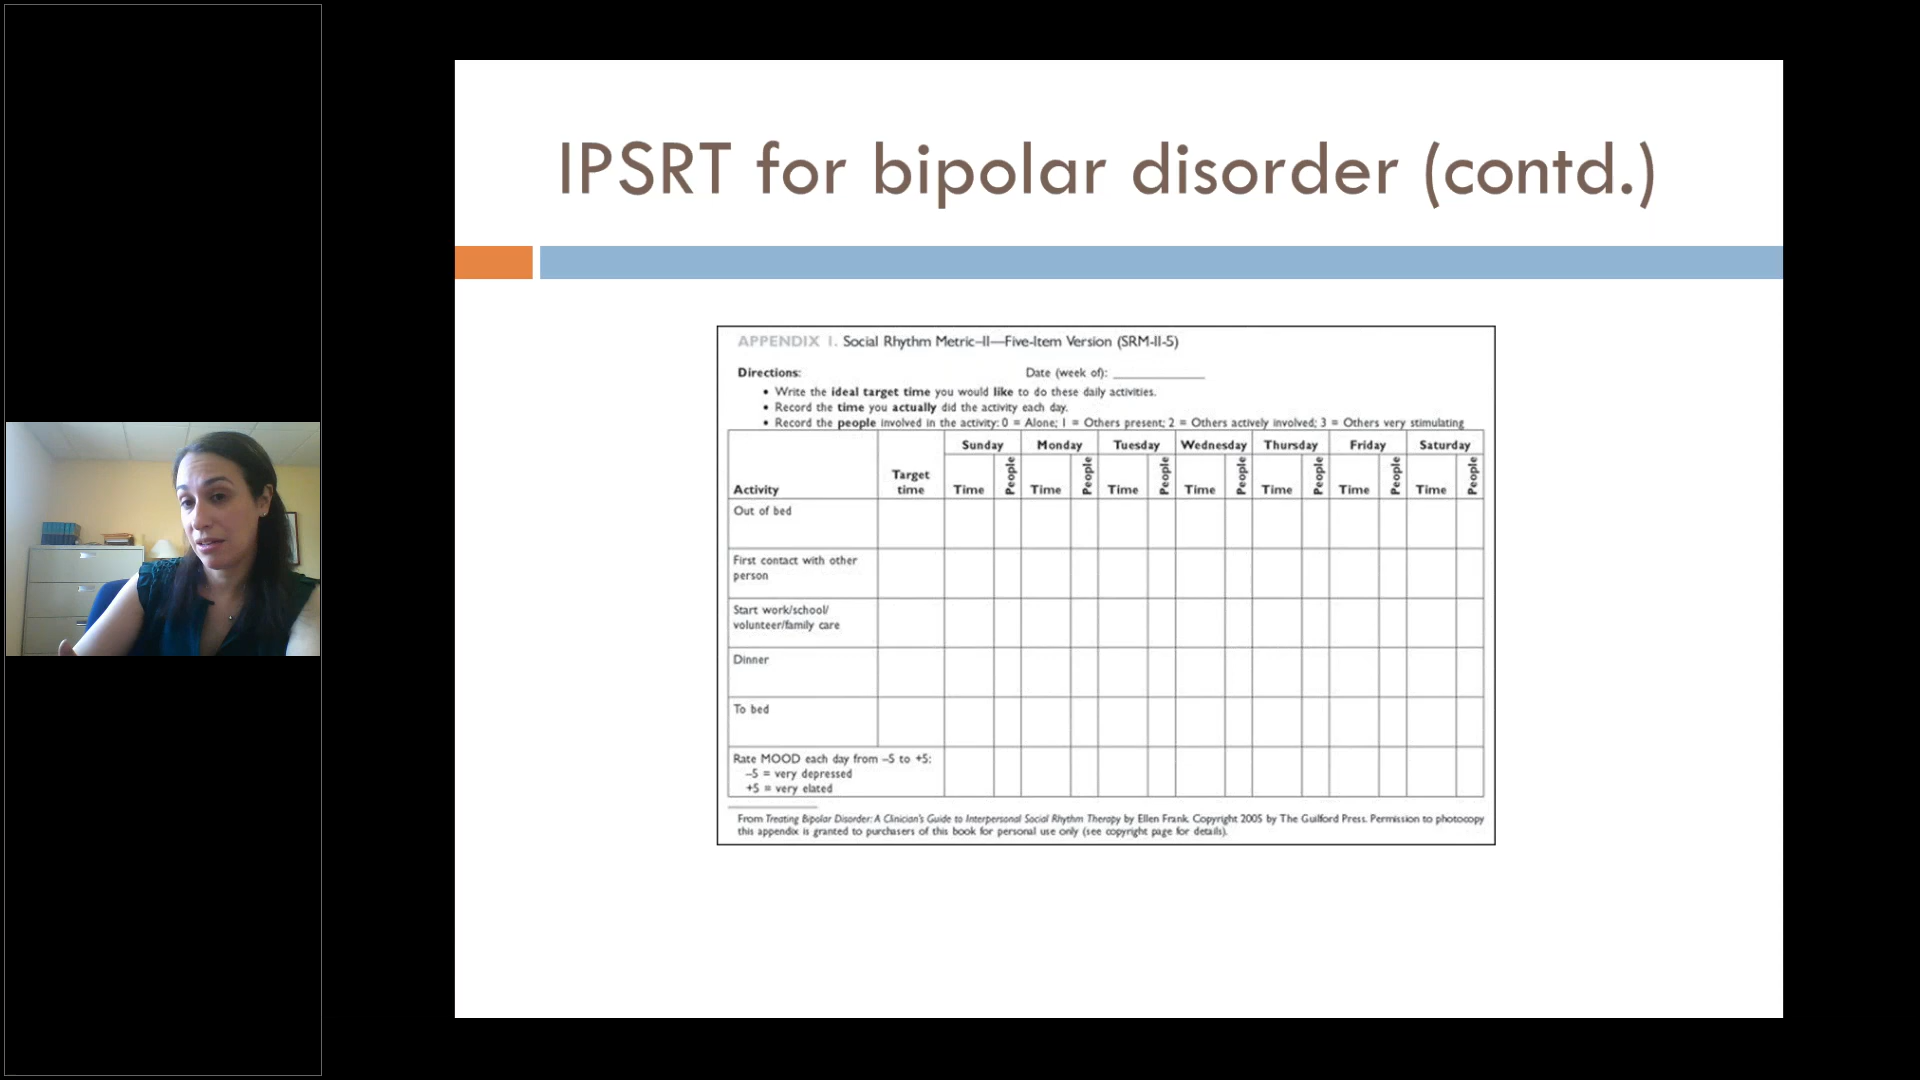 IPSRT for bipolar disorder (contd.)
APPENDIX 1. Social Rhythm Metric–II—Five-Item Version (SRM-II-5)
Directions: Date (week of): ____________
• Write the ideal target time you would like to do these daily activities.
• Record the time you actually did the activity each day.
• Record the people involved in the activity: 0 = Alone; 1 = Others present; 2 = Others actively involved; 3 = Others very stimulating
Sunday Monday Tuesday Wednesday Thursday Friday Saturday
Activity Target time Time People Time People Time People Time People Time People Time People Time People
Out of bed
First contact with other
person
Start work/school/
volunteer/family care
Dinner
To bed
Rate MOOD each day from –5 to +5:
–5 = very depressed
+5 = very elated
From Treating Bipolar Disorder: A Clinician's Guide to Interpersonal Social Rhythm Therapy by Ellen Frank. Copyright 2005 by The Guilford Press. Permission to photocopy
this appendix is granted to purchasers of this book for personal use only (see copyright page for details).